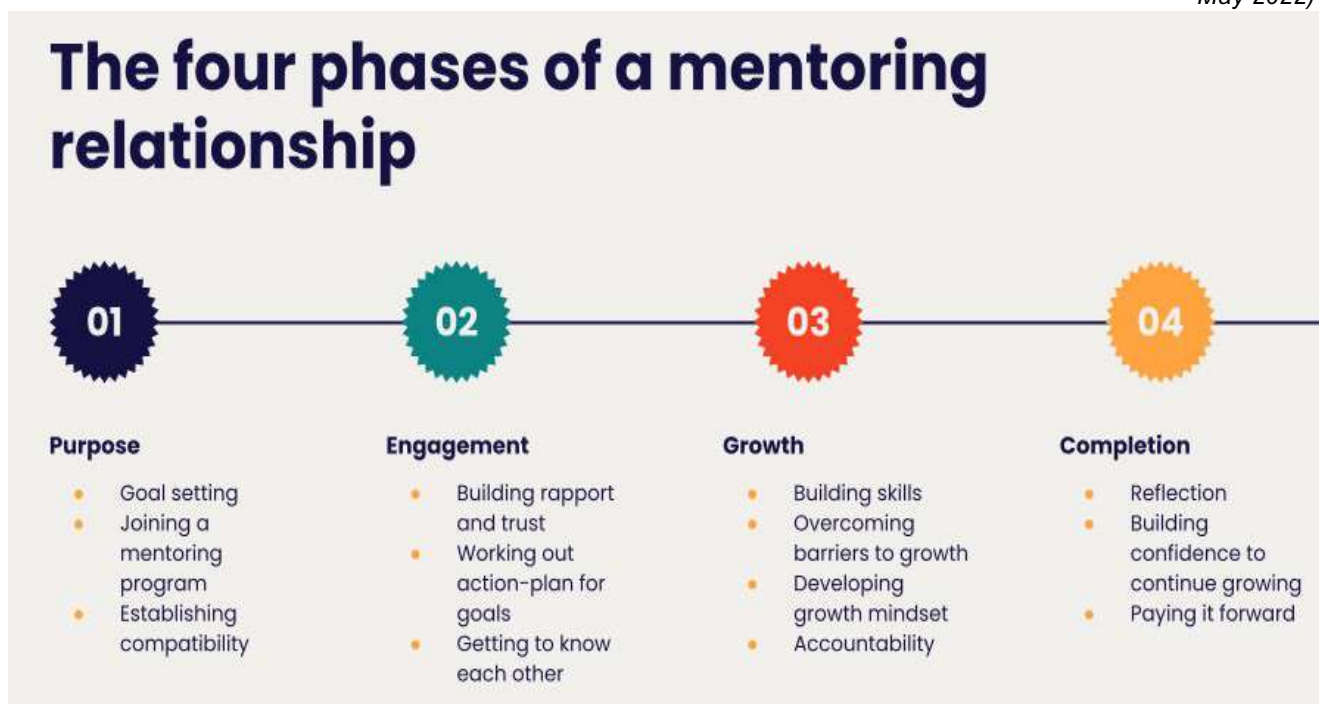 May 2022)
The four phases of a mentoring
relationship
01
02
03
04
Purpose
• Goal setting
• Joining a
mentoring
program
• Establishing
compatibility
Engagement
• Building rapport
and trust
• Working out
action-plan for
goals
• Getting to know
each other
Growth
• Building skills
• Overcoming
barriers to growth
• Developing
growth mindset
• Accountability
Completion
• Reflection
• Building
confidence to
continue growing
• Paying it forward